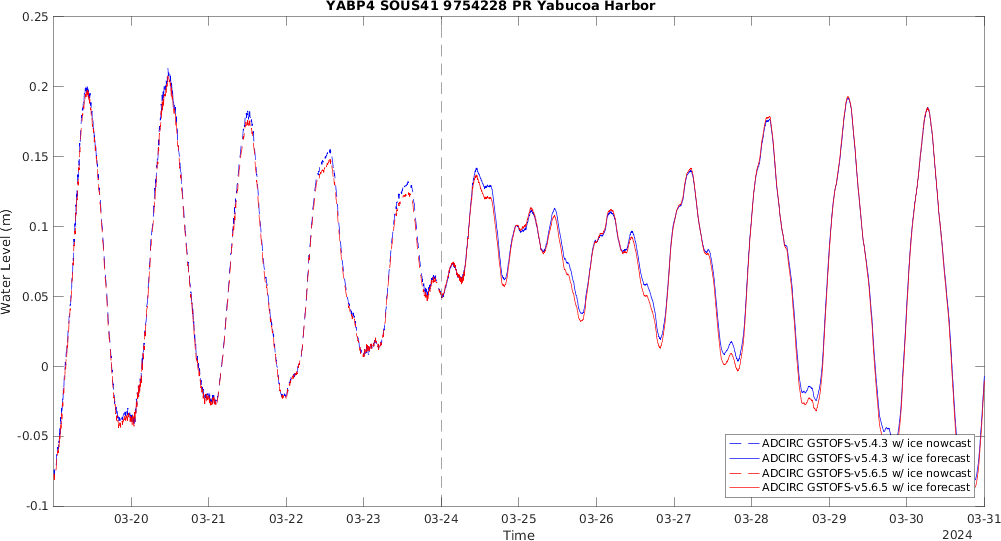 YABP4 SOUS41 9754228 PR Yabucoa Harbor
0.25
0.2
0.15
0.1
0.05
0
-0.05
-0.1
Water Level (m)
03-20 03-21 03-22 03-23 03-24 03-25 03-26 03-27 03-28 03-29 03-30 03-31
Time
2024
ADCIRC GSTOFS-v5.4.3 w/ ice nowcast
ADCIRC GSTOFS-v5.4.3 w/ ice forecast
ADCIRC GSTOFS-v5.6.5 w/ ice nowcast
ADCIRC GSTOFS-v5.6.5 w/ ice forecast